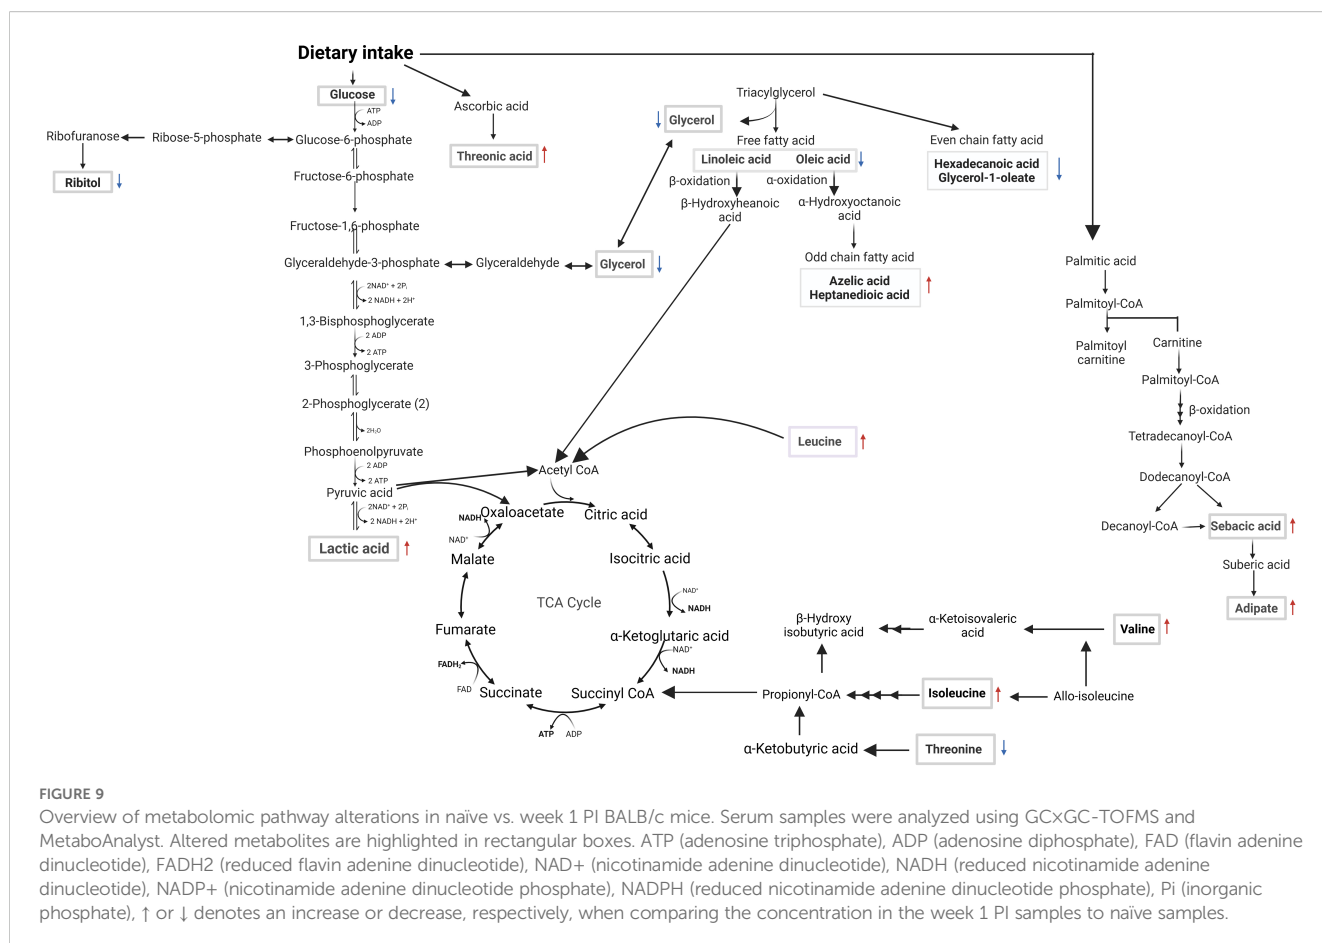 Dietary intake
Glucose ↓
ATP
ADP
Ascorbic acid
Threonic acid ↑
Ribofuranose
Ribose-5-phosphate
Glucose-6-phosphate
Ribitol ↓
Fructose-6-phosphate
Fructose-1,6-phosphate
Glyceraldehyde-3-phosphate
Glyceraldehyde
Glycerol ↓
2NAD⁺ + 2Pᵢ
2 NADH + 2H⁺
1,3-Bisphosphoglycerate
2 ADP
2 ATP
3-Phosphoglycerate
2-Phosphoglycerate (2)
2H₂O
Phosphoenolpyruvate
2 ADP
2 ATP
Pyruvic acid
2NAD⁺ + 2Pᵢ
2 NADH + 2H⁺
Lactic acid ↑
Triacylglycerol
↓ Glycerol
Free fatty acid
Linoleic acid Oleic acid ↓
β-oxidation
α-oxidation
β-Hydroxyheanoic
acid
α-Hydroxyoctanoic
acid
Odd chain fatty acid
Azelic acid
Heptanedioic acid ↑
Even chain fatty acid
Hexadecanoic acid
Glycerol-1-oleate ↓
Palmitic acid
Palmitoyl-CoA
Palmitoyl
carnitine
Carnitine
Palmitoyl-CoA
β-oxidation
Tetradecanoyl-CoA
Dodecanoyl-CoA
Decanoyl-CoA
Sebacic acid ↑
Suberic acid
Adipate ↑
Leucine ↑
Acetyl CoA
Oxaloacetate
Citric acid
NADH
NAD⁺
Malate
Isocitric acid
TCA Cycle
NAD⁺
NADH
Fumarate
α-Ketoglutaric acid
NAD⁺
NADH
FADH₂
FAD
Succinate
Succinyl CoA
ATP
ADP
β-Hydroxy
isobutyric acid
α-Ketoisovaleric
acid
Valine ↑
Propionyl-CoA
Isoleucine ↑
Allo-isoleucine
α-Ketobutyric acid
Threonine ↓
FIGURE 9
Overview of metabolomic pathway alterations in naïve vs. week 1 PI BALB/c mice. Serum samples were analyzed using GC×GC-TOFMS and
MetaboAnalyst. Altered metabolites are highlighted in rectangular boxes. ATP (adenosine triphosphate), ADP (adenosine diphosphate), FAD (flavin adenine
dinucleotide), FADH2 (reduced flavin adenine dinucleotide), NAD+ (nicotinamide adenine dinucleotide), NADH (reduced nicotinamide adenine
dinucleotide), NADP+ (nicotinamide adenine dinucleotide phosphate), NADPH (reduced nicotinamide adenine dinucleotide phosphate), Pi (inorganic
phosphate), ↑ or ↓ denotes an increase or decrease, respectively, when comparing the concentration in the week 1 PI samples to naïve samples.